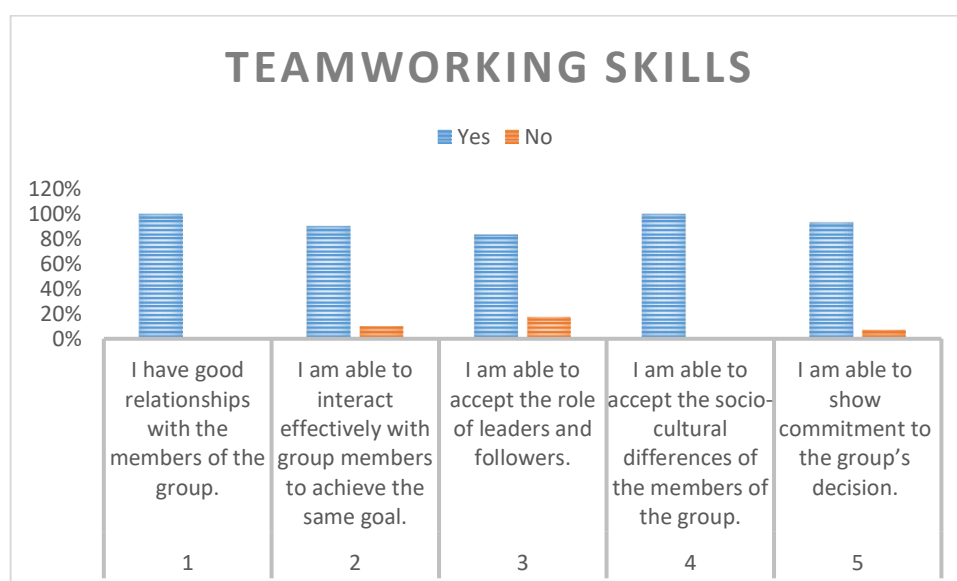 TEAMWORKING SKILLS
Yes No
120%
100%
80%
60%
40%
20%
0%
I have good
relationships
with the
members of the
group.
I am able to
interact
effectively with
group members
to achieve the
same goal.
I am able to
accept the role
of leaders and
followers.
I am able to
accept the socio-
cultural
differences of
the members of
the group.
I am able to
show
commitment to
the group’s
decision.
1 2 3 4 5